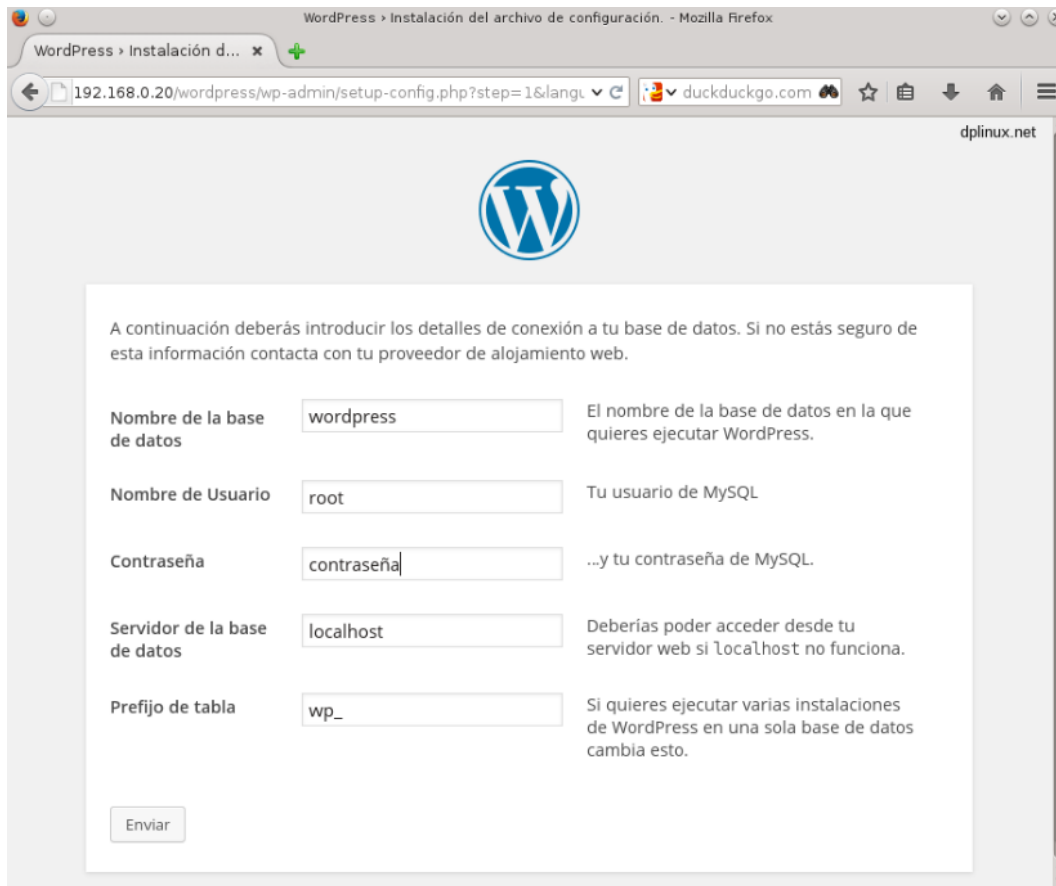 WordPress › Instalación del archivo de configuración. - Mozilla Firefox
WordPress › Instalación d...
192.168.0.20/wordpress/wp-admin/setup-config.php?step=1&langu
duckduckgo.com
dplinux.net
W
A continuación deberás introducir los detalles de conexión a tu base de datos. Si no estás seguro de
esta información contacta con tu proveedor de alojamiento web.
Nombre de la base
de datos
wordpress
El nombre de la base de datos en la que
quieres ejecutar WordPress.
Nombre de Usuario
root
Tu usuario de MySQL
Contraseña
contraseña
...y tu contraseña de MySQL.
Servidor de la base
de datos
localhost
Deberías poder acceder desde tu
servidor web si localhost no funciona.
Prefijo de tabla
wp_
Si quieres ejecutar varias instalaciones
de WordPress en una sola base de datos
cambia esto.
Enviar